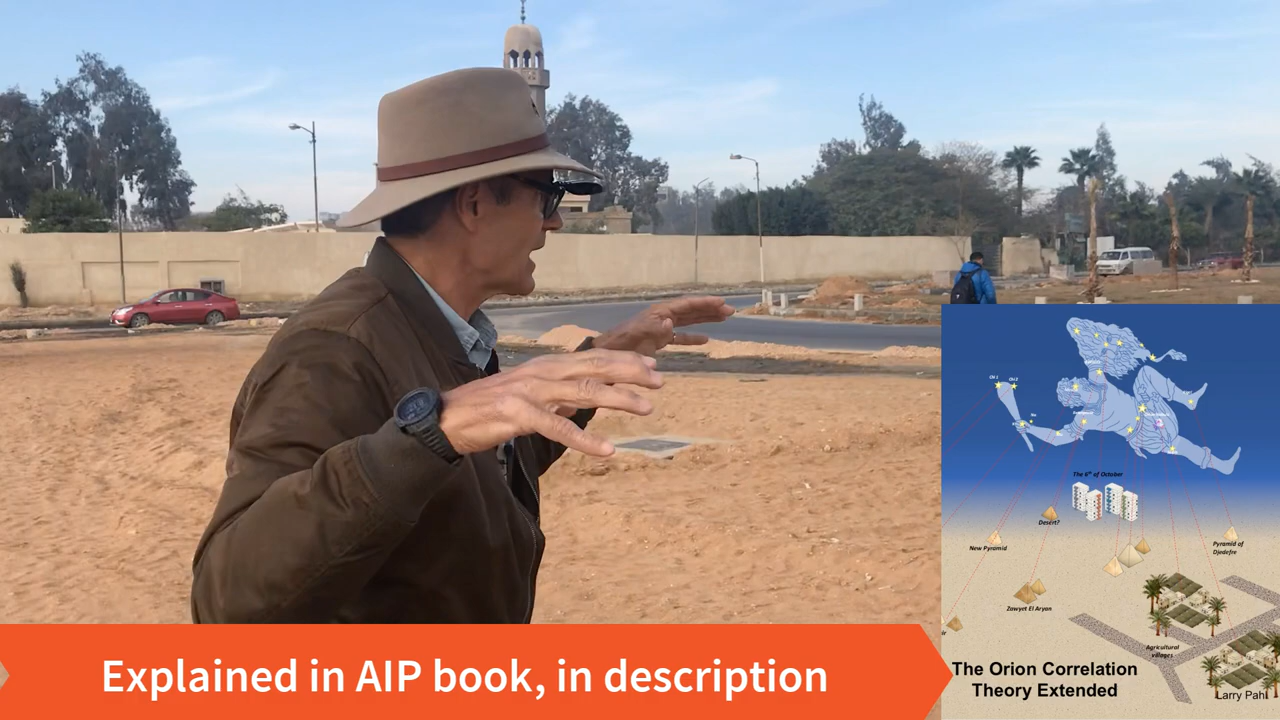 Explained in AIP book, in description
The 6th of October
Desert?
New Pyramid
Pyramid of
Djedefre
Zawyet El Aryan
Agricultural
villages
The Orion Correlation
Theory Extended
Larry Pahl